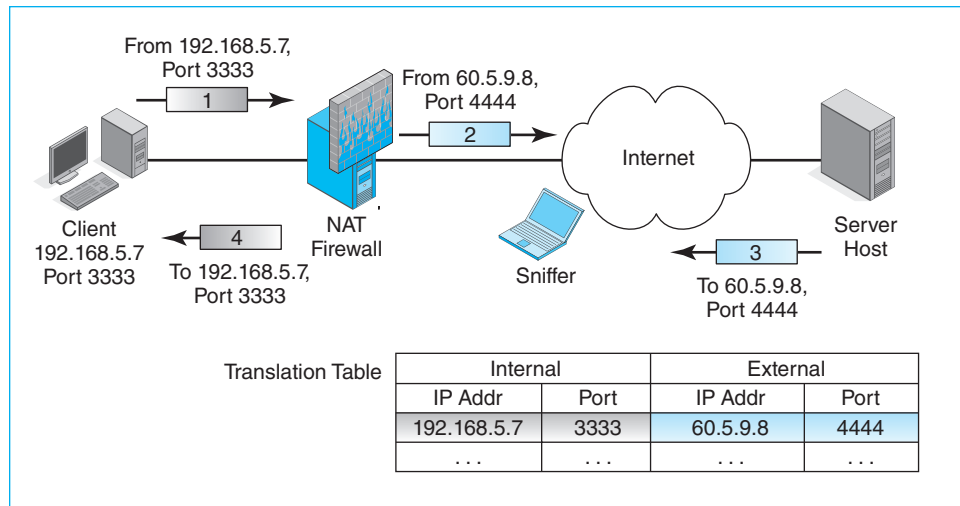 From 192.168.5.7,
Port 3333
1
From 60.5.9.8,
Port 4444
2
Internet
Client
192.168.5.7
Port 3333
4
To 192.168.5.7,
Port 3333
NAT
Firewall
Sniffer
3
To 60.5.9.8,
Port 4444
Server
Host
Translation Table
Internal External
IP Addr Port IP Addr Port
192.168.5.7 3333 60.5.9.8 4444
. . . . . . . . . . . .